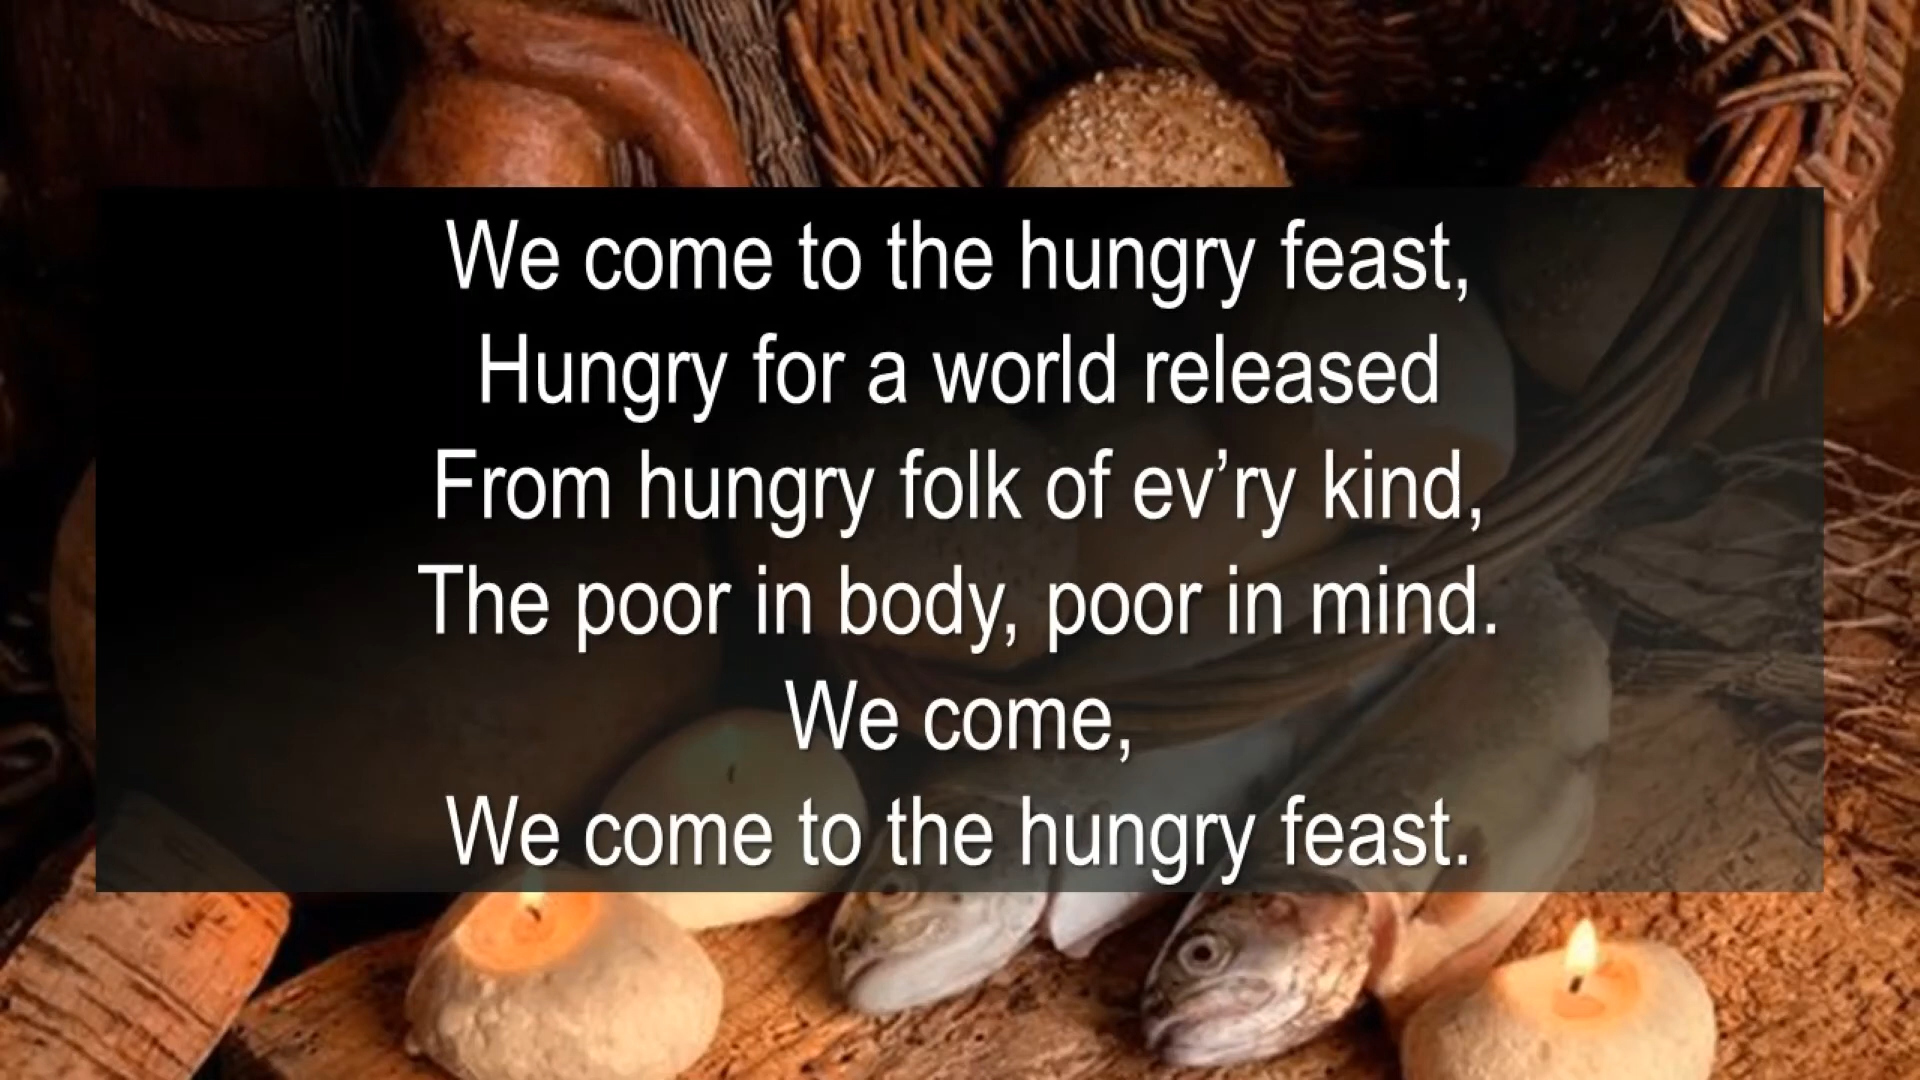 We come to the hungry feast,
Hungry for a world released
From hungry folk of ev’ry kind,
The poor in body, poor in mind.
We come,
We come to the hungry feast.